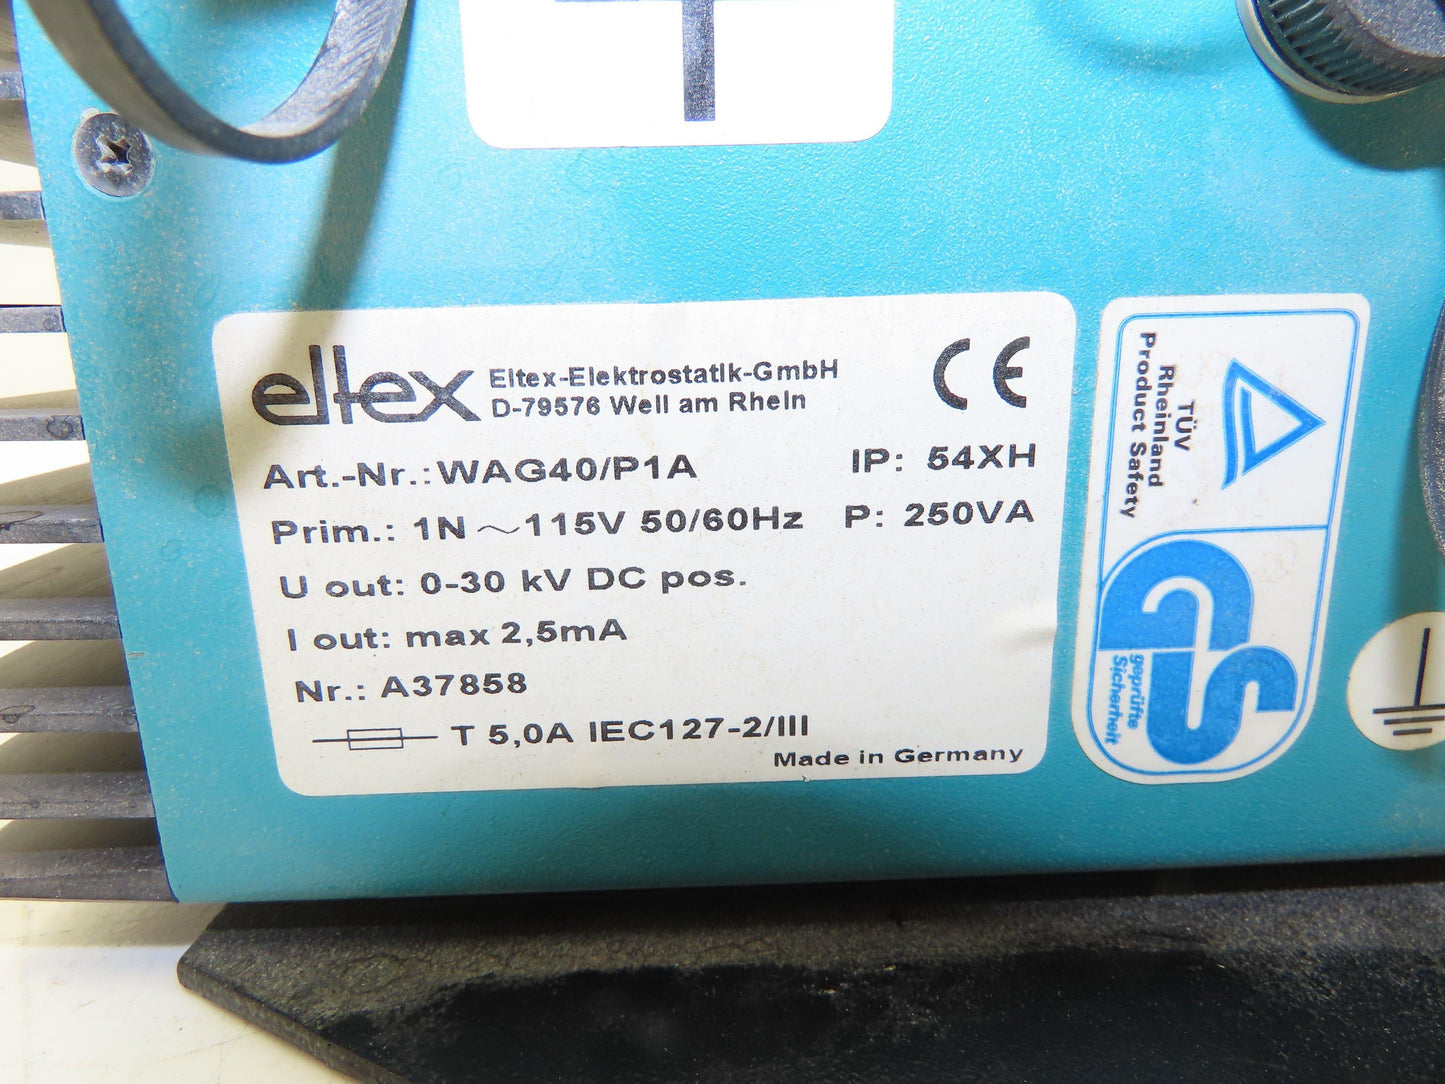 eltex Eltex-Elektrostatik-GmbH
D-79576 Weil am Rhein
CE
Art.-Nr.: WAG40/P1A IP: 54XH
Prim.: 1N ~ 115V 50/60Hz P: 250VA
U out: 0-30 kV DC pos.
I out: max 2,5mA
Nr.: A37858
T 5,0A IEC127-2/III
Made in Germany
TÜV
Rheinland
Product Safety
GS
geprüfte
Sicherheit